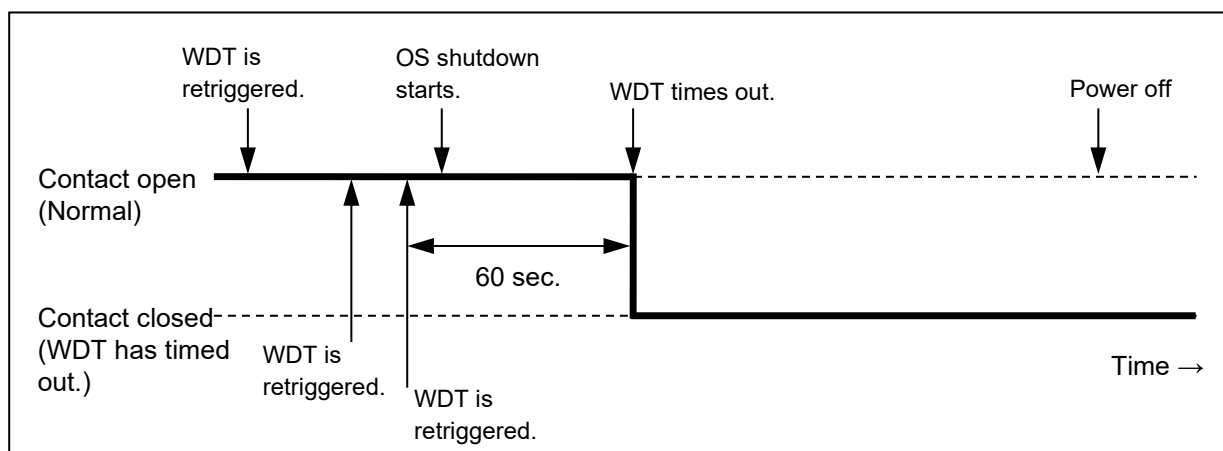 WDT is
retriggered.
OS shutdown
starts.
WDT times out.
Power off
Contact open
(Normal)
60 sec.
Contact closed
(WDT has timed
out.)
WDT is
retriggered.
WDT is
retriggered.
Time →